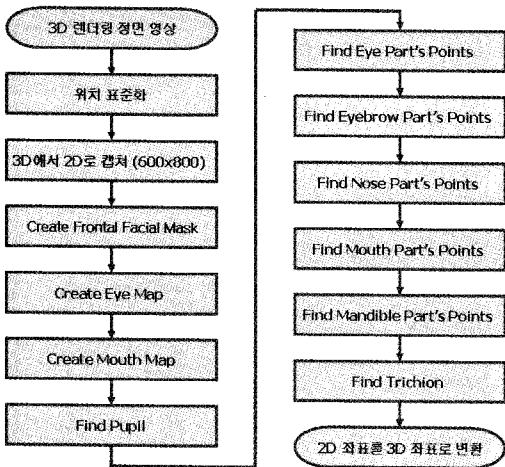 3D 렌더링 정면 영상
위치 표준화
3D에서 2D로 캡쳐 (600x800)
Create Frontal Facial Mask
Create Eye Map
Create Mouth Map
Find Pupil
Find Eye Part's Points
Find Eyebrow Part's Points
Find Nose Part's Points
Find Mouth Part's Points
Find Mandible Part's Points
Find Trichion
2D 좌표를 3D 좌표로 변환